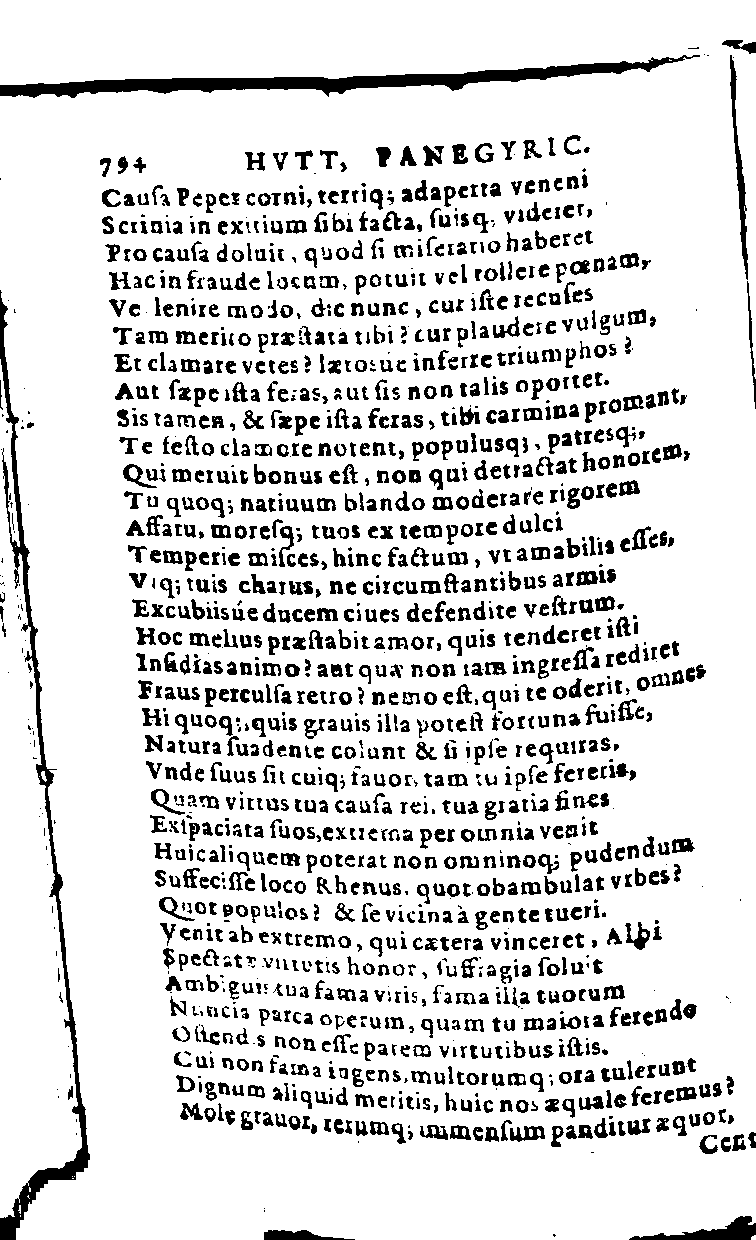 794 HVTT, PANEGYRIC.
Cauſa Peper corni, terriq; adaperta veneni
Scrinia in exitium ſibi facta, ſuisq; videret,
Pro cauſa doluit, quod ſi miſeratio haberet
Hac in fraude locum, potuit vel tollere pœnam,
Ve lenire modo, dic nunc, cur iſte recuſes
Tam merito præſtata tibi? cur plaudere vulgum,
Et clamare vetes? lætosue inferre triumphos?
Aut ſæpe iſta feras, aut ſis non talis oportet.
Sis tamen, & ſæpe iſta feras, tibi carmina promant,
Te feſto clamore notent, populusq;, patresq;,
Qui meruit bonus eſt, non qui detractat honorem,
Tu quoq; natiuum blando moderare rigorem
Affatu, moreſq; tuos ex tempore dulci
Temperie miſces, hinc factum, vt amabilis eſſes,
Vtq; tuis charus, ne circumſtantibus armis
Excubiisúe ducem ciues defendite veſtrum.
Hoc melius præſtabit amor, quis tenderet iſti
Inſidias animo? aut quæ non iam ingreſſa rediret
Fraus perculſa retro? nemo eſt, qui te oderit, omnes
Hi quoq;, quis grauis illa poteſt fortuna fuiſſe,
Natura ſuadente colunt & ſi ipſe requiras,
Vnde ſuus ſit cuiq; fauor, tam tu ipſe fereris,
Quam virtus tua cauſa rei, tua gratia fines
Exſpaciata ſuos, extrema per omnia venit
Huic aliquem poterat non omninoq; pudendum
Suffeciſſe loco Rhenus. quot obambulat vrbes?
Quot populos? & ſe vicina à gente tueri.
Venit ab extremo, qui cætera vinceret, Albi
Spectatæ virtutis honor, ſuffragia ſoluit
Ambiguis tua fama viris, fama illa tuorum
Nuncia parca operum, quam tu maiora ferendo
Oſtendis non eſſe parem virtutibus iſtis.
Cui non fama ingens, multorumq; ora tulerunt
Dignum aliquid meritis, huic nos æquale feremus?
Mole grauor, rerumq; immenſum panditur æquor,
Cent